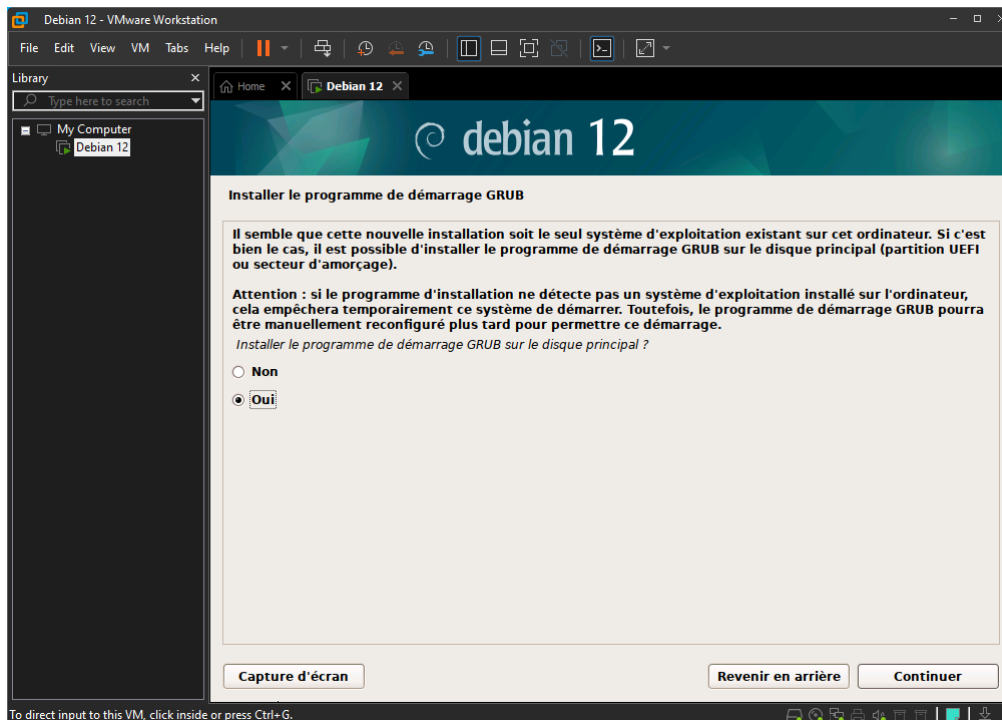 Debian 12 - VMware Workstation
File Edit View VM Tabs Help
Library
Type here to search
My Computer
Debian 12
Home
Debian 12
debian 12
Installer le programme de démarrage GRUB
Il semble que cette nouvelle installation soit le seul système d'exploitation existant sur cet ordinateur. Si c'est
bien le cas, il est possible d'installer le programme de démarrage GRUB sur le disque principal (partition UEFI
ou secteur d'amorçage).
Attention : si le programme d'installation ne détecte pas un système d'exploitation installé sur l'ordinateur,
cela empêchera temporairement ce système de démarrer. Toutefois, le programme de démarrage GRUB pourra
être manuellement reconfiguré plus tard pour permettre ce démarrage.
Installer le programme de démarrage GRUB sur le disque principal ?
Non
Oui
Capture d'écran
Revenir en arrière
Continuer
To direct input to this VM, click inside or press Ctrl+G.